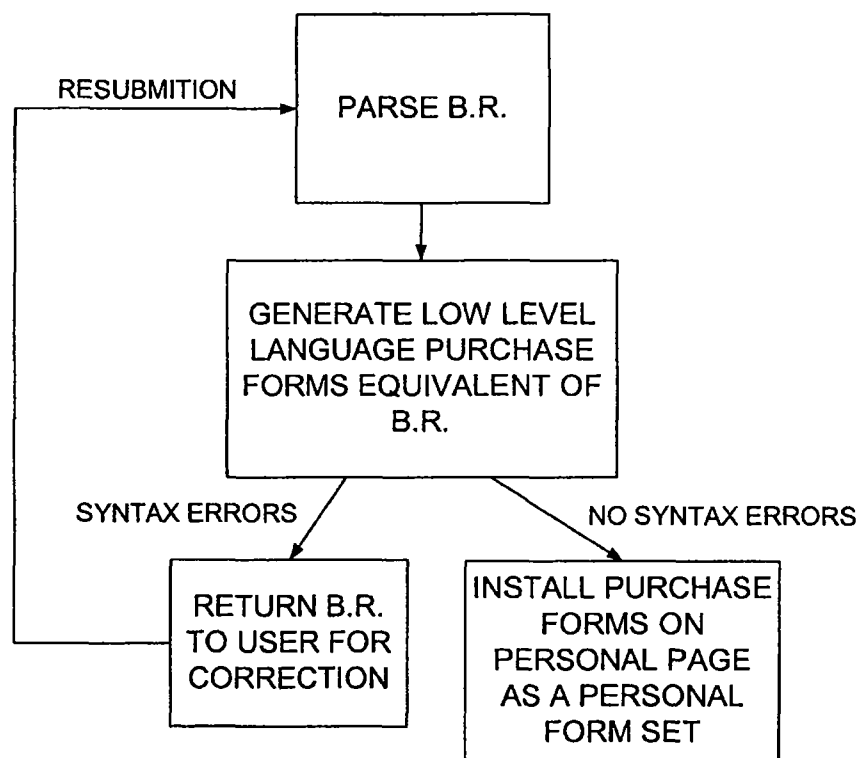 RESUBMITION
PARSE B.R.
GENERATE LOW LEVEL
LANGUAGE PURCHASE
FORMS EQUIVALENT OF
B.R.
SYNTAX ERRORS
NO SYNTAX ERRORS
RETURN B.R.
TO USER FOR
CORRECTION
INSTALL PURCHASE
FORMS ON
PERSONAL PAGE
AS A PERSONAL
FORM SET